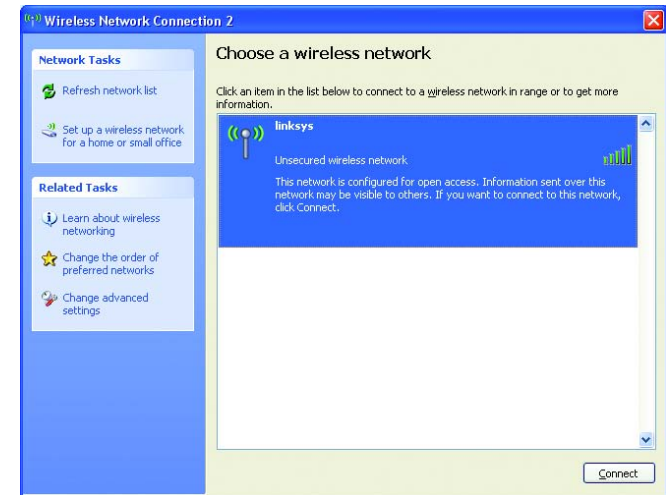 Wireless Network Connection 2
Network Tasks
Refresh network list
Set up a wireless network
for a home or small office
Related Tasks
Learn about wireless
networking
Change the order of
preferred networks
Change advanced
settings
Choose a wireless network
Click an item in the list below to connect to a wireless network in range or to get more
information.
linksys
Unsecured wireless network
This network is configured for open access. Information sent over this
network may be visible to others. If you want to connect to this network,
click Connect.
Connect